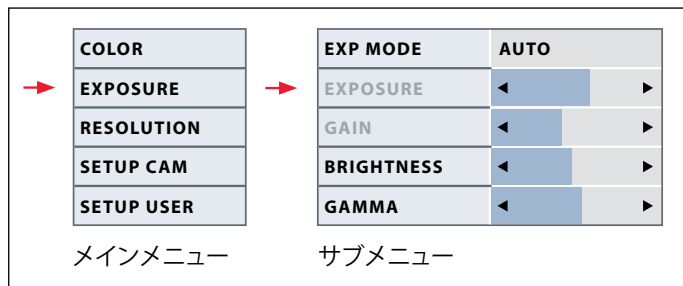 COLOR
EXPOSURE
RESOLUTION
SETUP CAM
SETUP USER
メインメニュー
EXP MODE AUTO
EXPOSURE
GAIN
BRIGHTNESS
GAMMA
サブメニュー